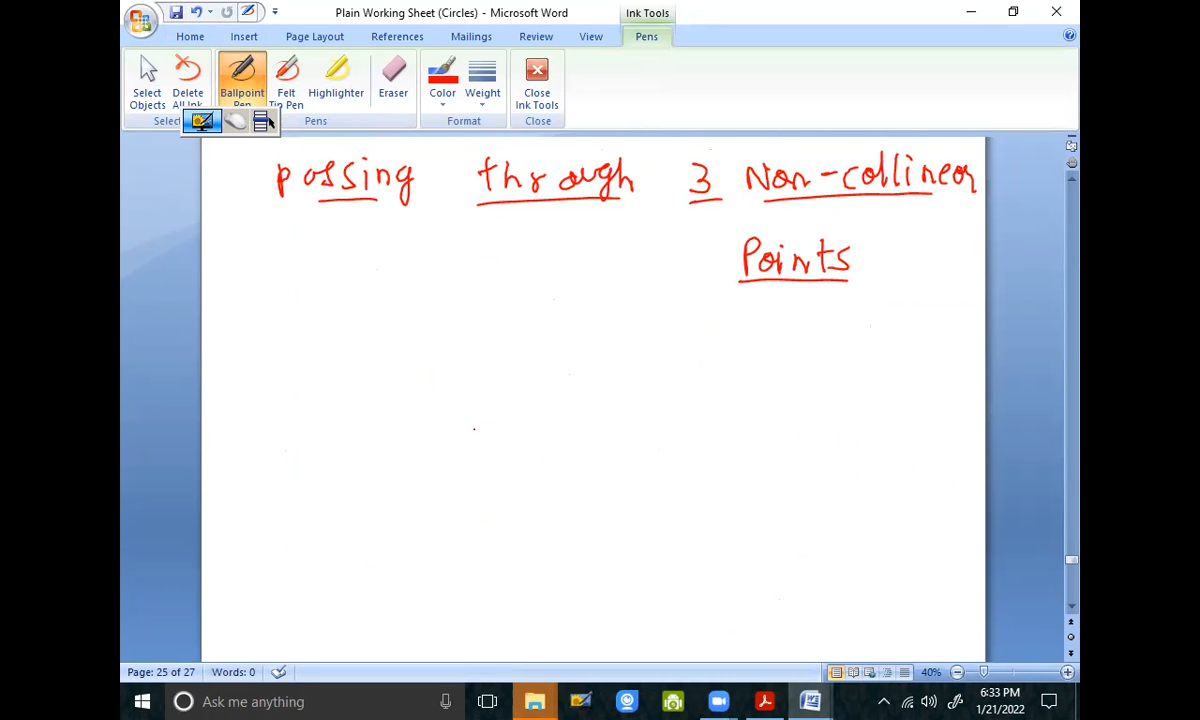 Plain Working Sheet (Circles) - Microsoft Word
Ink Tools
Home Insert Page Layout References Mailings Review View Pens
Select Objects
Delete All Ink
Ballpoint Pen
Felt Tip Pen
Highlighter
Eraser
Color
Weight
Close Ink Tools
Select Pens Format Close
passing through 3 Non-collinear
Points
Page: 25 of 27 Words: 0 40%
Ask me anything
6:33 PM
1/21/2022